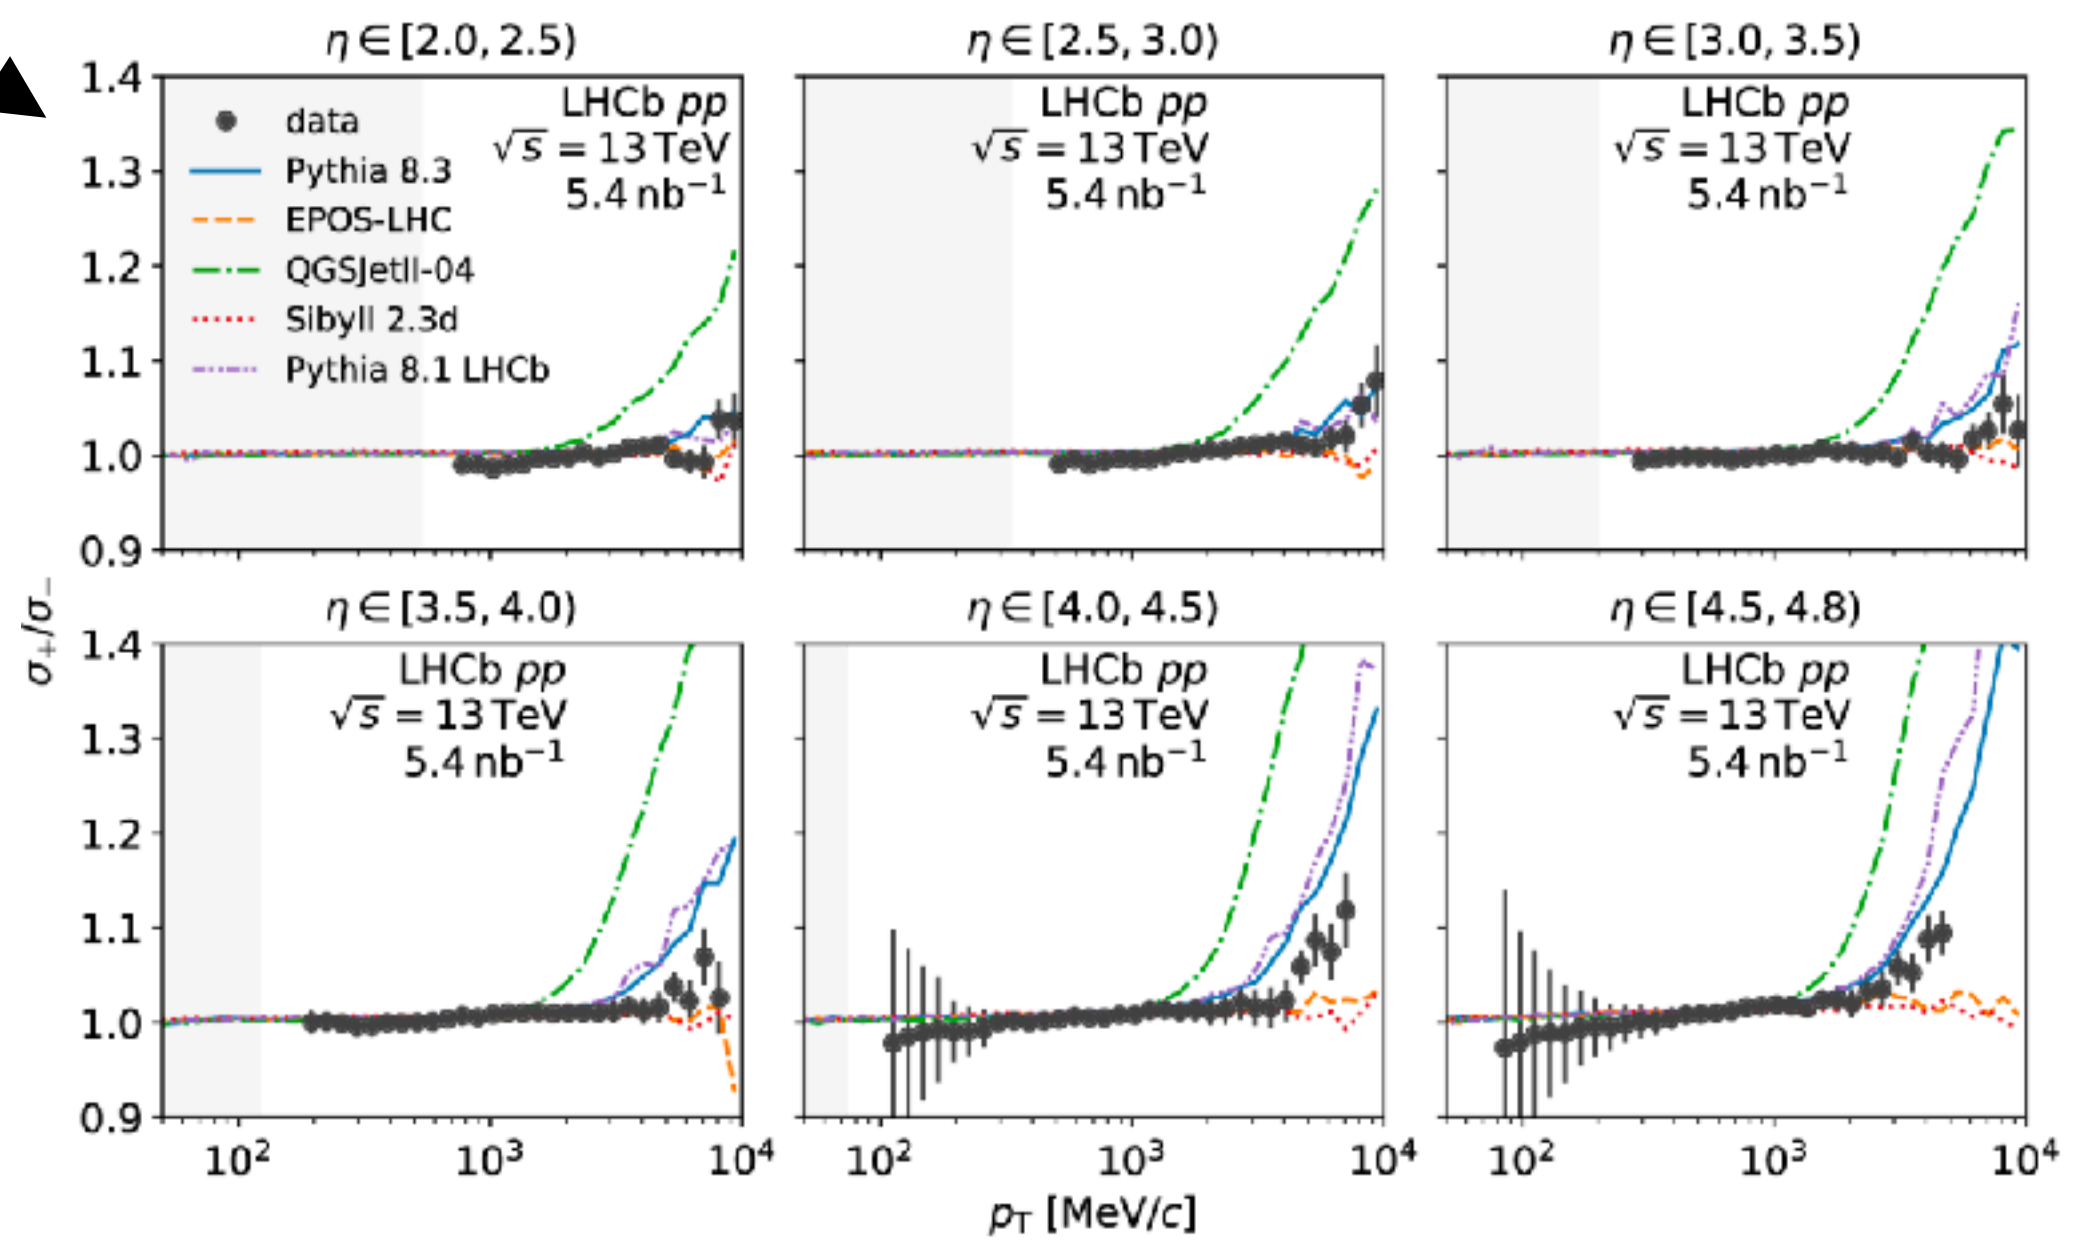 η ∈ [2.0, 2.5)
η ∈ [2.5, 3.0)
η ∈ [3.0, 3.5)
1.4
1.3
1.2
1.1
1.0
0.9
data
Pythia 8.3
EPOS-LHC
QGSJetII-04
Sibyll 2.3d
Pythia 8.1 LHCb
LHCb pp
√s = 13 TeV
5.4 nb⁻¹
LHCb pp
√s = 13 TeV
5.4 nb⁻¹
LHCb pp
√s = 13 TeV
5.4 nb⁻¹
σ₊/σ₋
η ∈ [3.5, 4.0)
η ∈ [4.0, 4.5)
η ∈ [4.5, 4.8)
1.4
1.3
1.2
1.1
1.0
0.9
LHCb pp
√s = 13 TeV
5.4 nb⁻¹
LHCb pp
√s = 13 TeV
5.4 nb⁻¹
LHCb pp
√s = 13 TeV
5.4 nb⁻¹
10² 10³ 10⁴
10² 10³ 10⁴
10² 10³ 10⁴
p_T [MeV/c]